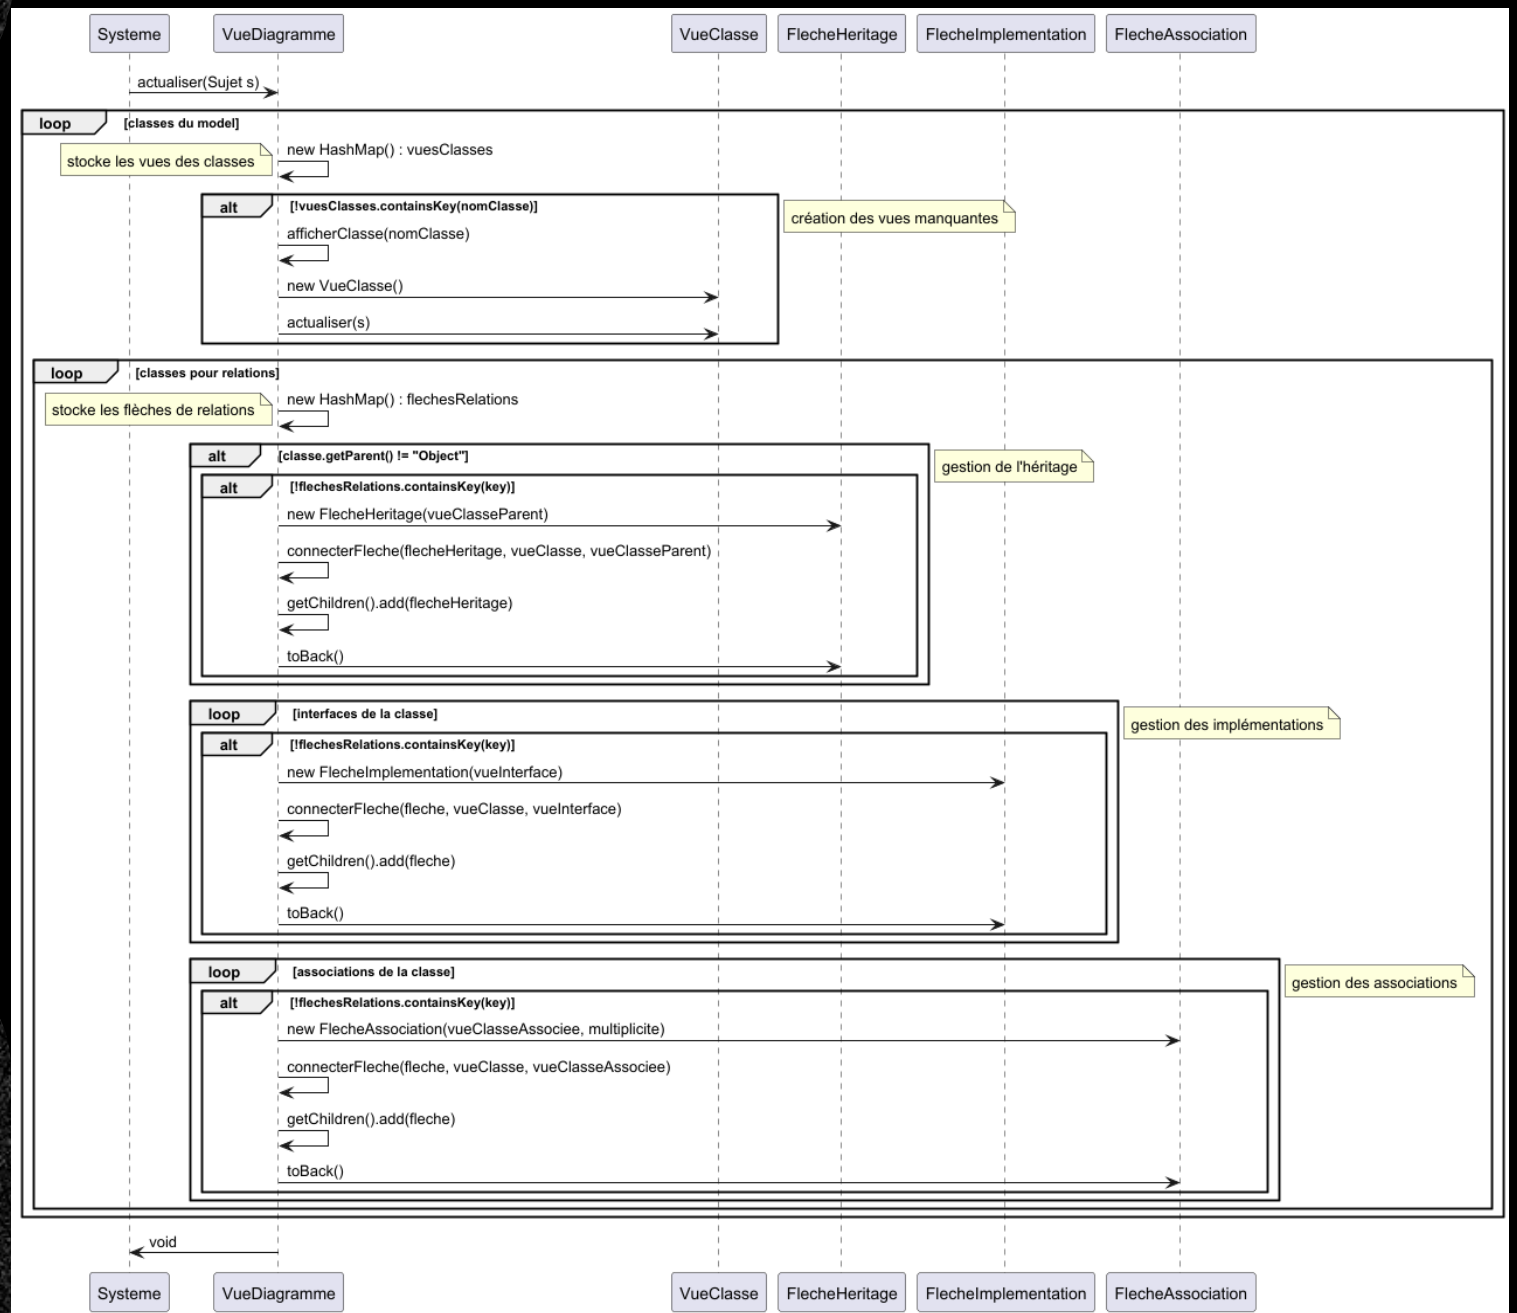 Systeme VueDiagramme VueClasse FlecheHeritage FlecheImplementation FlecheAssociation
actualiser(Sujet s)
loop [classes du model]
stocke les vues des classes new HashMap() : vuesClasses
alt [!vuesClasses.containsKey(nomClasse)] création des vues manquantes
afficherClasse(nomClasse)
new VueClasse()
actualiser(s)
loop [classes pour relations]
stocke les flèches de relations new HashMap() : flechesRelations
alt [classe.getParent() != "Object"] gestion de l'héritage
alt [!flechesRelations.containsKey(key)]
new FlecheHeritage(vueClasseParent)
connecterFleche(flecheHeritage, vueClasse, vueClasseParent)
getChildren().add(flecheHeritage)
toBack()
loop [interfaces de la classe] gestion des implémentations
alt [!flechesRelations.containsKey(key)]
new FlecheImplementation(vueInterface)
connecterFleche(fleche, vueClasse, vueInterface)
getChildren().add(fleche)
toBack()
loop [associations de la classe] gestion des associations
alt [!flechesRelations.containsKey(key)]
new FlecheAssociation(vueClasseAssociee, multiplicite)
connecterFleche(fleche, vueClasse, vueClasseAssociee)
getChildren().add(fleche)
toBack()
void
Systeme VueDiagramme VueClasse FlecheHeritage FlecheImplementation FlecheAssociation